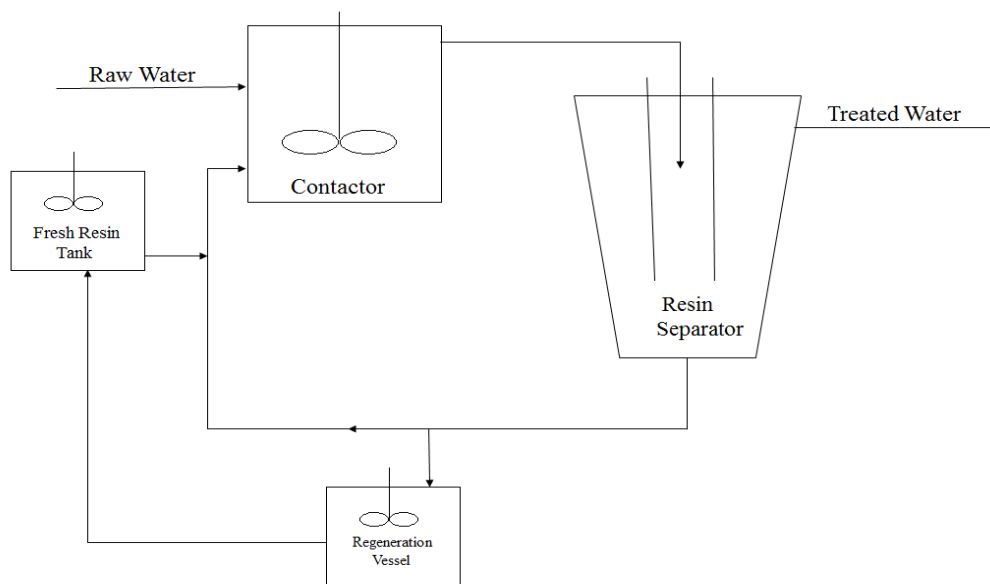 Raw Water
Contactor
Treated Water
Fresh Resin
Tank
Resin
Separator
Regeneration
Vessel